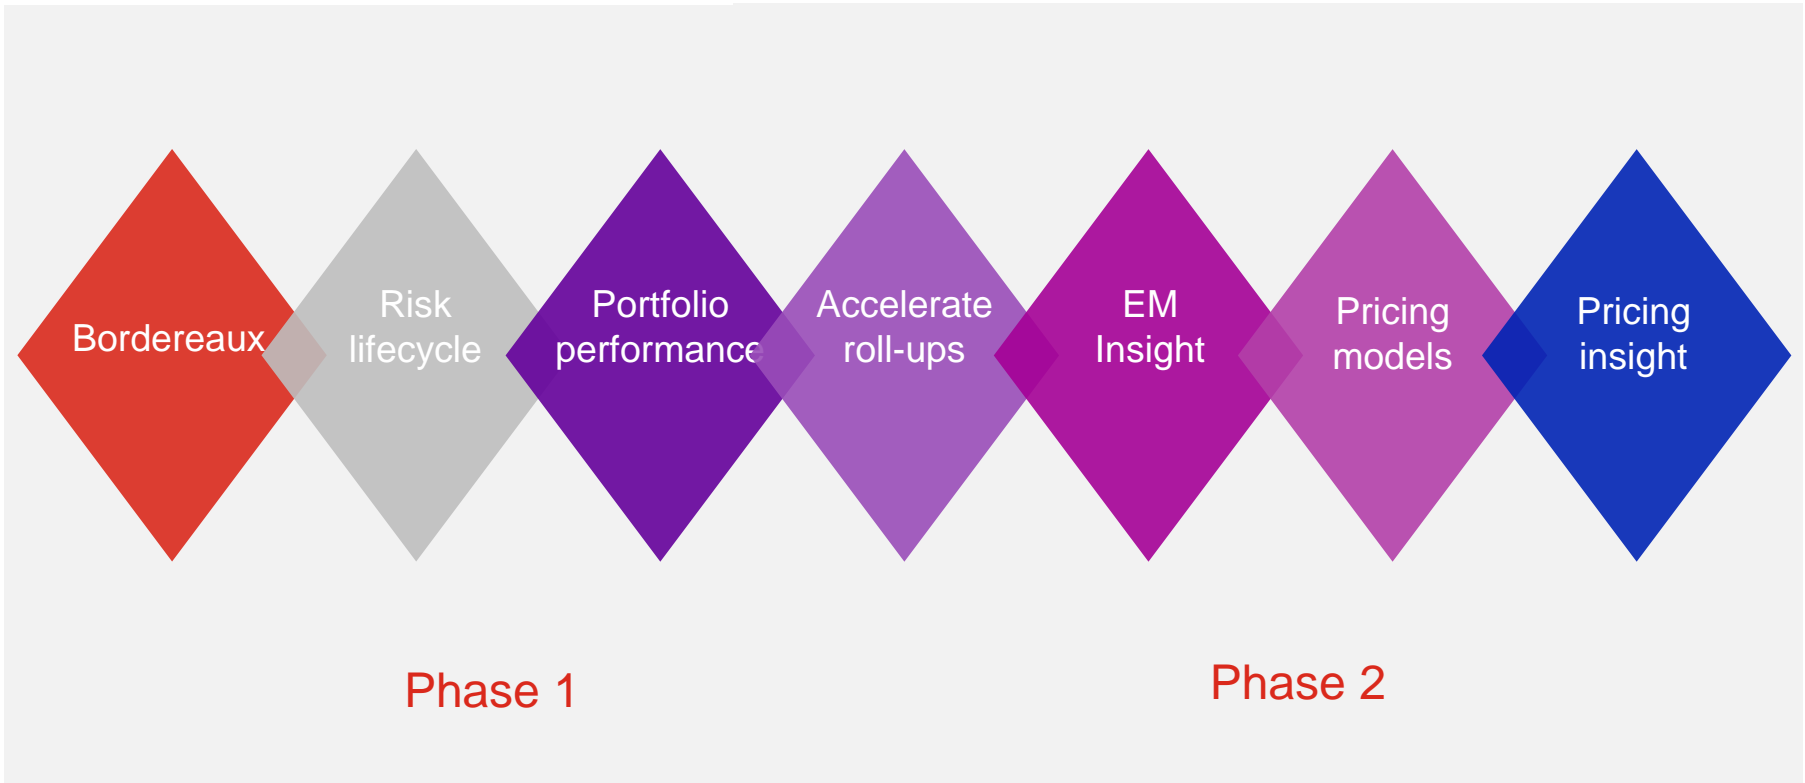 Bordereaux
Risk
lifecycle
Portfolio
performance
Accelerate
roll-ups
EM
Insight
Pricing
models
Pricing
insight
Phase 1
Phase 2